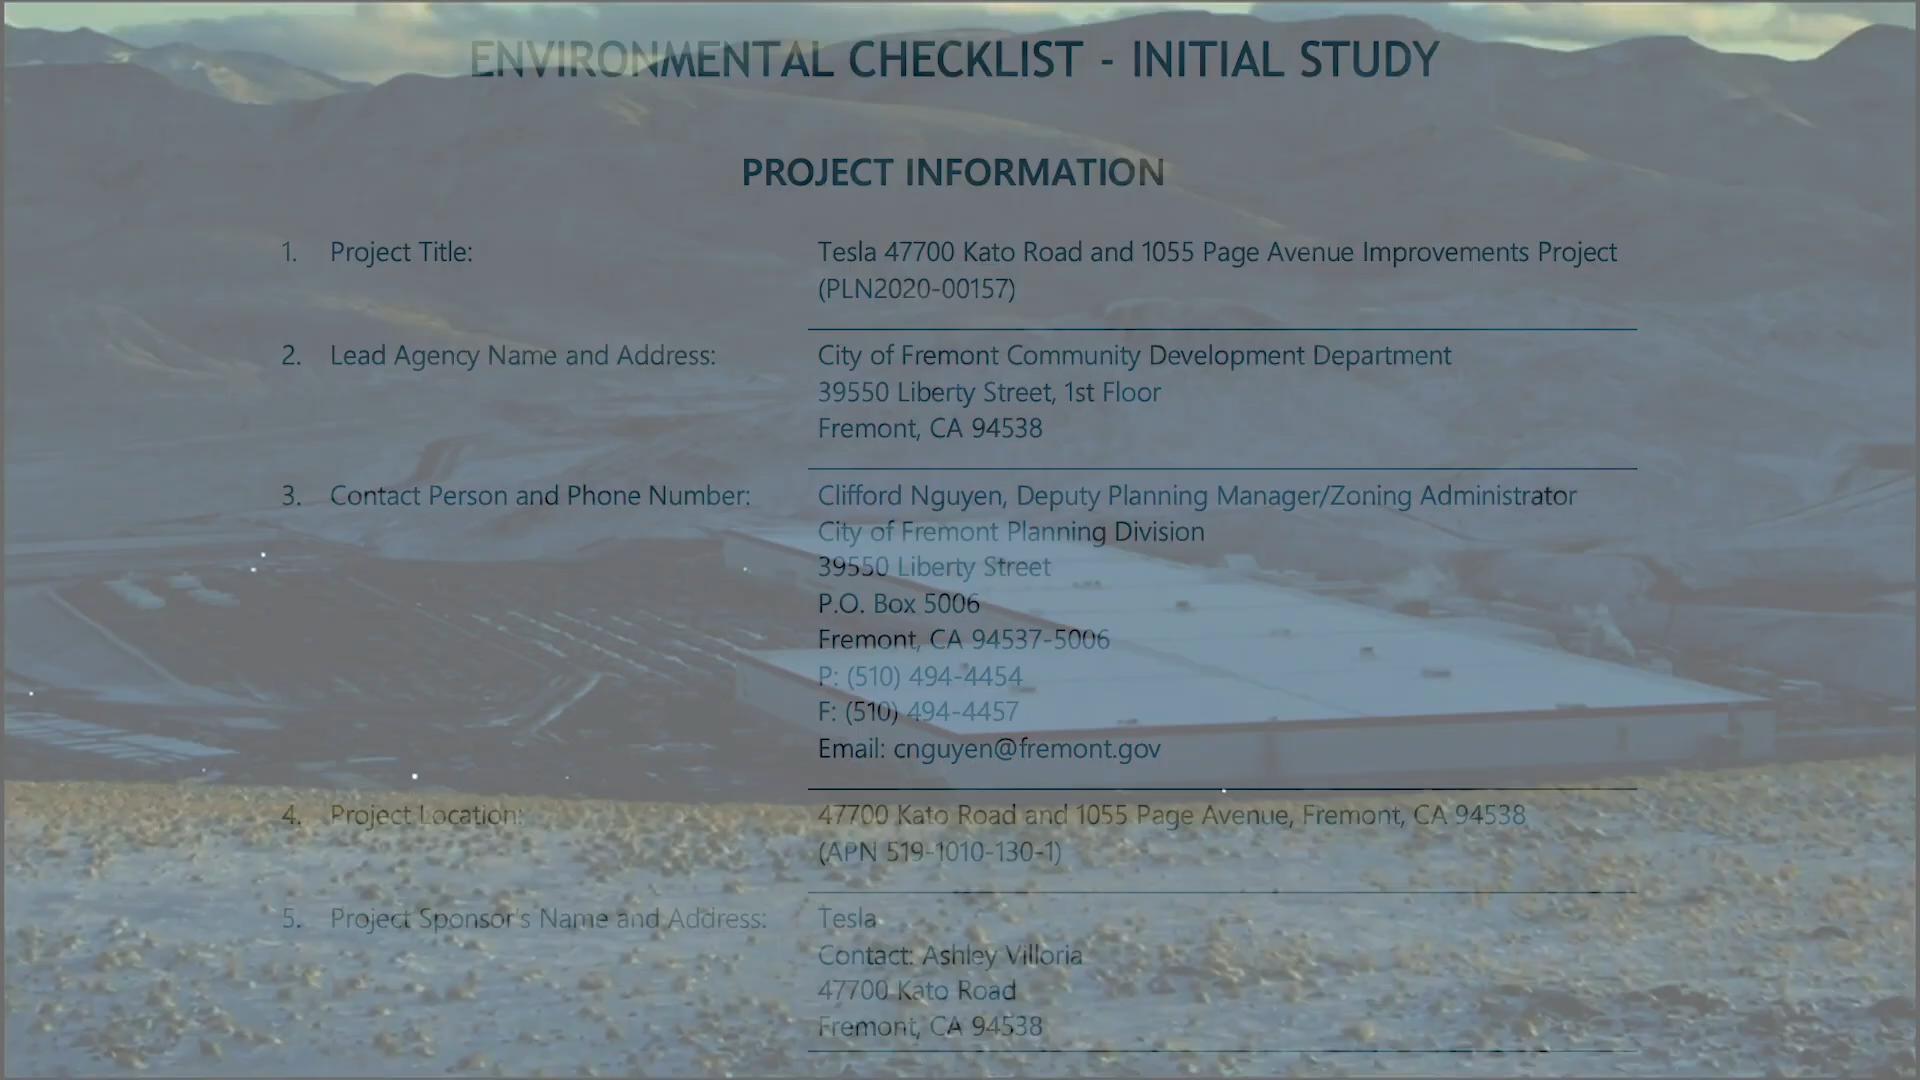 ENVIRONMENTAL CHECKLIST - INITIAL STUDY
PROJECT INFORMATION
1. Project Title: Tesla 47700 Kato Road and 1055 Page Avenue Improvements Project
(PLN2020-00157)
2. Lead Agency Name and Address: City of Fremont Community Development Department
39550 Liberty Street, 1st Floor
Fremont, CA 94538
3. Contact Person and Phone Number: Clifford Nguyen, Deputy Planning Manager/Zoning Administrator
City of Fremont Planning Division
39550 Liberty Street
P.O. Box 5006
Fremont, CA 94537-5006
P: (510) 494-4454
F: (510) 494-4457
Email: cnguyen@fremont.gov
4. Project Location: 47700 Kato Road and 1055 Page Avenue, Fremont, CA 94538
(APN 519-1010-130-1)
5. Project Sponsor's Name and Address: Tesla
Contact: Ashley Villoria
47700 Kato Road
Fremont, CA 94538